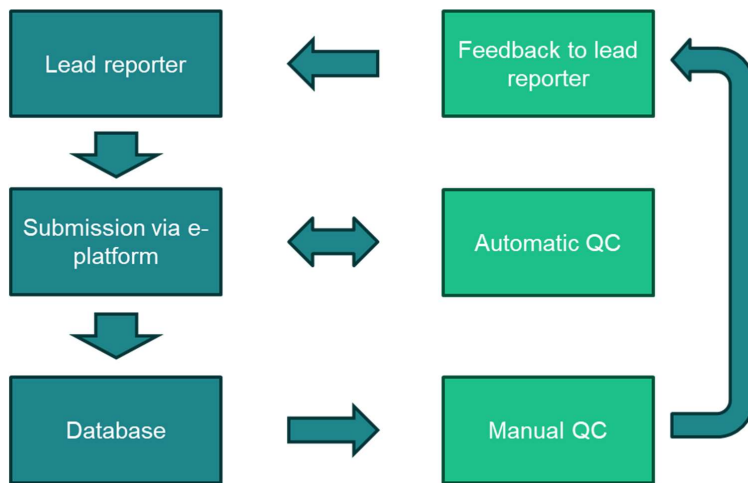 Lead reporter
Feedback to lead
reporter
Submission via e-
platform
Automatic QC
Database
Manual QC